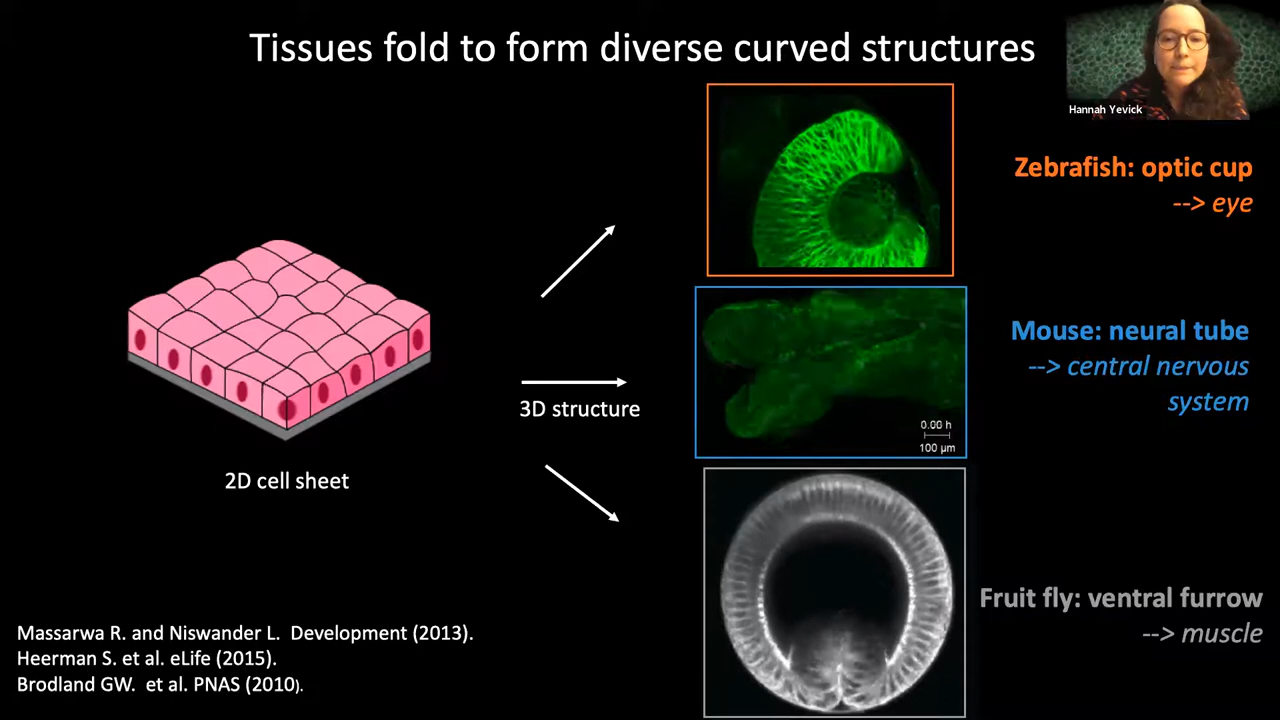 Tissues fold to form diverse curved structures
Hannah Yevick
Zebrafish: optic cup
--> eye
Mouse: neural tube
--> central nervous
system
0.00 h
100 µm
3D structure
2D cell sheet
Fruit fly: ventral furrow
--> muscle
Massarwa R. and Niswander L.  Development (2013).
Heerman S. et al. eLife (2015).
Brodland GW.  et al. PNAS (2010).